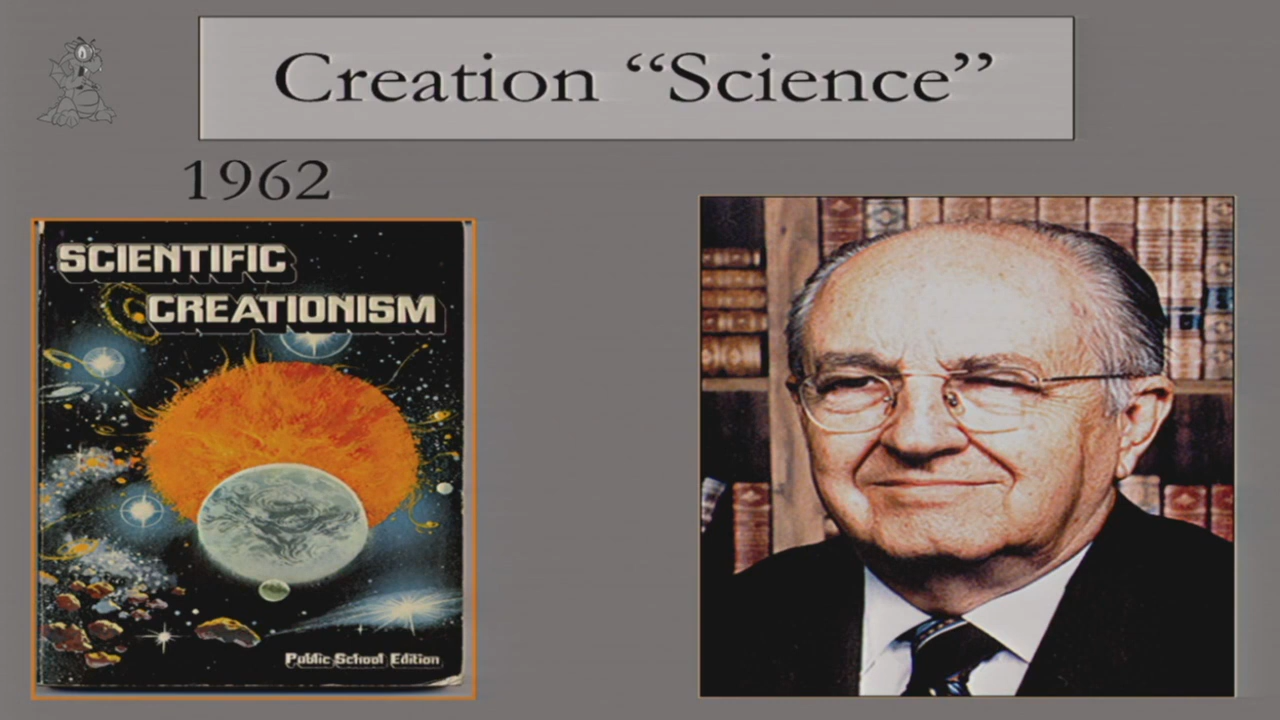 Creation “Science”
1962
SCIENTIFIC
CREATIONISM
Public School Edition